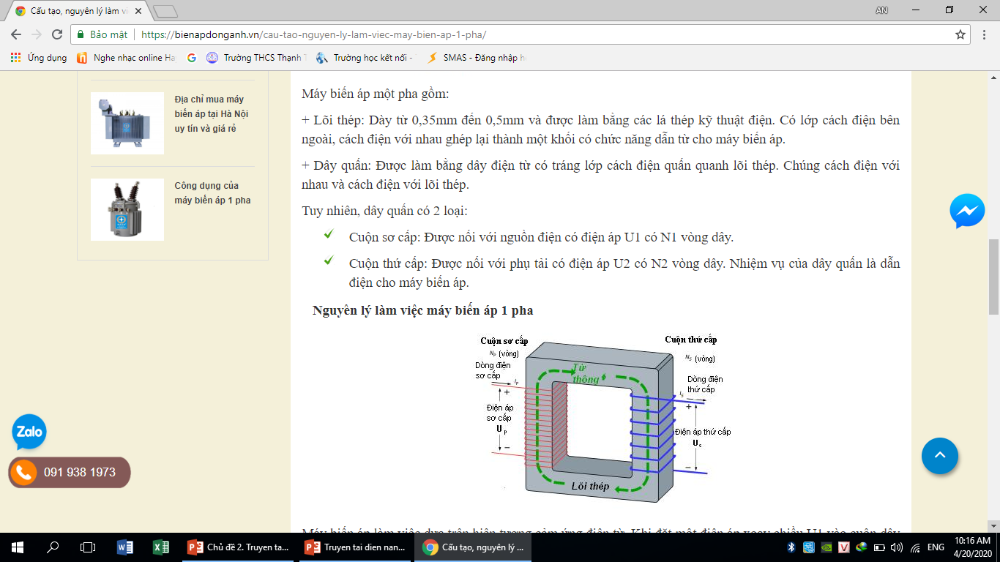 Cấu tạo, nguyên lý làm vi
AN
Bảo mật | https://bienapdonganh.vn/cau-tao-nguyen-ly-lam-viec-may-bien-ap-1-pha/
Ứng dụng Nghe nhạc online Ha G Trường THCS Thạnh T Trường học kết nối - SMAS - Đăng nhập h
Địa chỉ mua máy
biến áp tại Hà Nội
uy tín và giá rẻ
Công dụng của
máy biến áp 1 pha
Máy biến áp một pha gồm:
+ Lõi thép: Dày từ 0,35mm đến 0,5mm và được làm bằng các lá thép kỹ thuật điện. Có lớp cách điện bên
ngoài, cách điện với nhau ghép lại thành một khối có chức năng dẫn từ cho máy biến áp.
+ Dây quấn: Được làm bằng dây điện từ có tráng lớp cách điện quấn quanh lõi thép. Chúng cách điện với
nhau và cách điện với lõi thép.
Tuy nhiên, dây quấn có 2 loại:
Cuộn sơ cấp: Được nối với nguồn điện có điện áp U1 có N1 vòng dây.
Cuộn thứ cấp: Được nối với phụ tải có điện áp U2 có N2 vòng dây. Nhiệm vụ của dây quấn là dẫn
điện cho máy biến áp.
Nguyên lý làm việc máy biến áp 1 pha
Cuộn sơ cấp
NP (vòng)
Dòng điện
sơ cấp
IP
+
Điện áp
sơ cấp
UP
−
Từ
thông Φ
Lõi thép
Cuộn thứ cấp
NS (vòng)
Dòng điện
thứ cấp
IS
+
Điện áp thứ cấp
Us
−
Máy biến áp làm việc dựa trên hiện tượng cảm ứng điện từ. Khi đặt một điện áp xoay chiều U1 vào cuộn dây
Zalo
091 938 1973
Chủ đề 2. Truyen ta... Truyen tai dien nan... Cấu tạo, nguyên lý ...
ENG
10:16 AM
4/20/2020